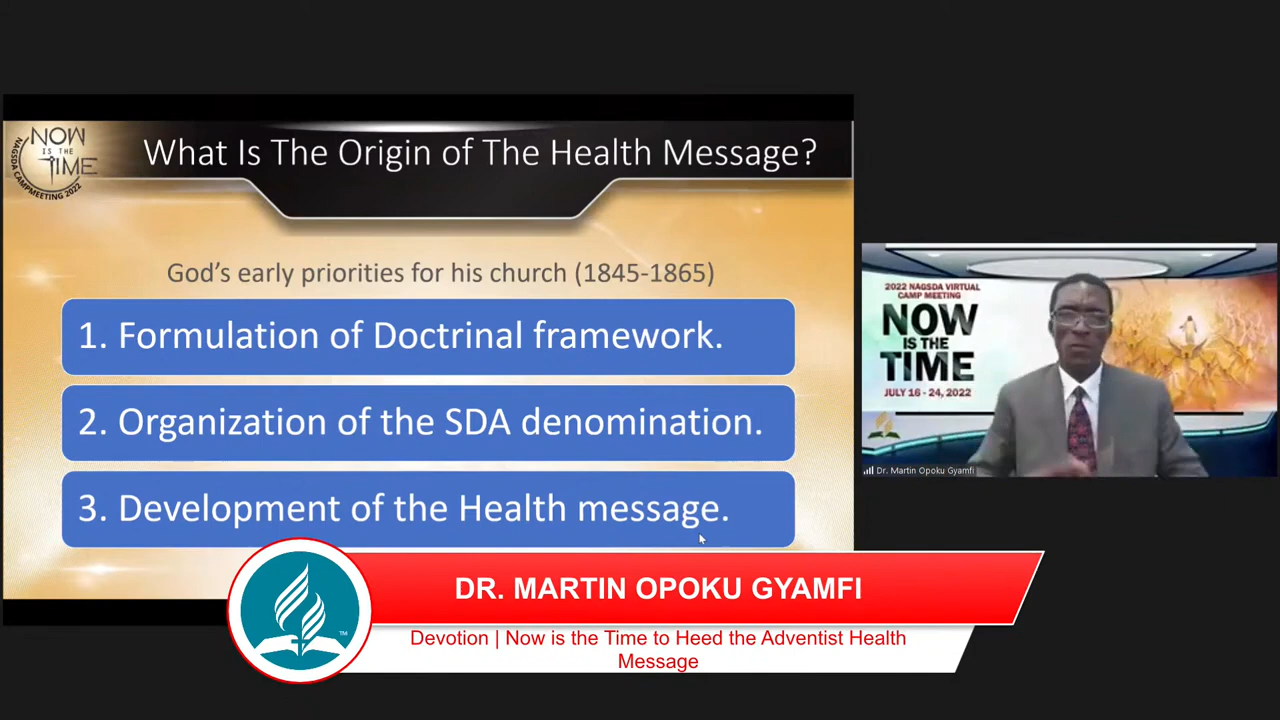 NOW
IS THE
TIME
NAGSDA CAMPMEETING 2022
What Is The Origin of The Health Message?
God's early priorities for his church (1845-1865)
1. Formulation of Doctrinal framework.
2. Organization of the SDA denomination.
3. Development of the Health message.
2022 NAGSDA VIRTUAL
CAMP MEETING
NOW
IS THE
TIME
JULY 16 - 24, 2022
Dr. Martin Opoku Gyamfi
DR. MARTIN OPOKU GYAMFI
Devotion | Now is the Time to Heed the Adventist Health
Message
TM